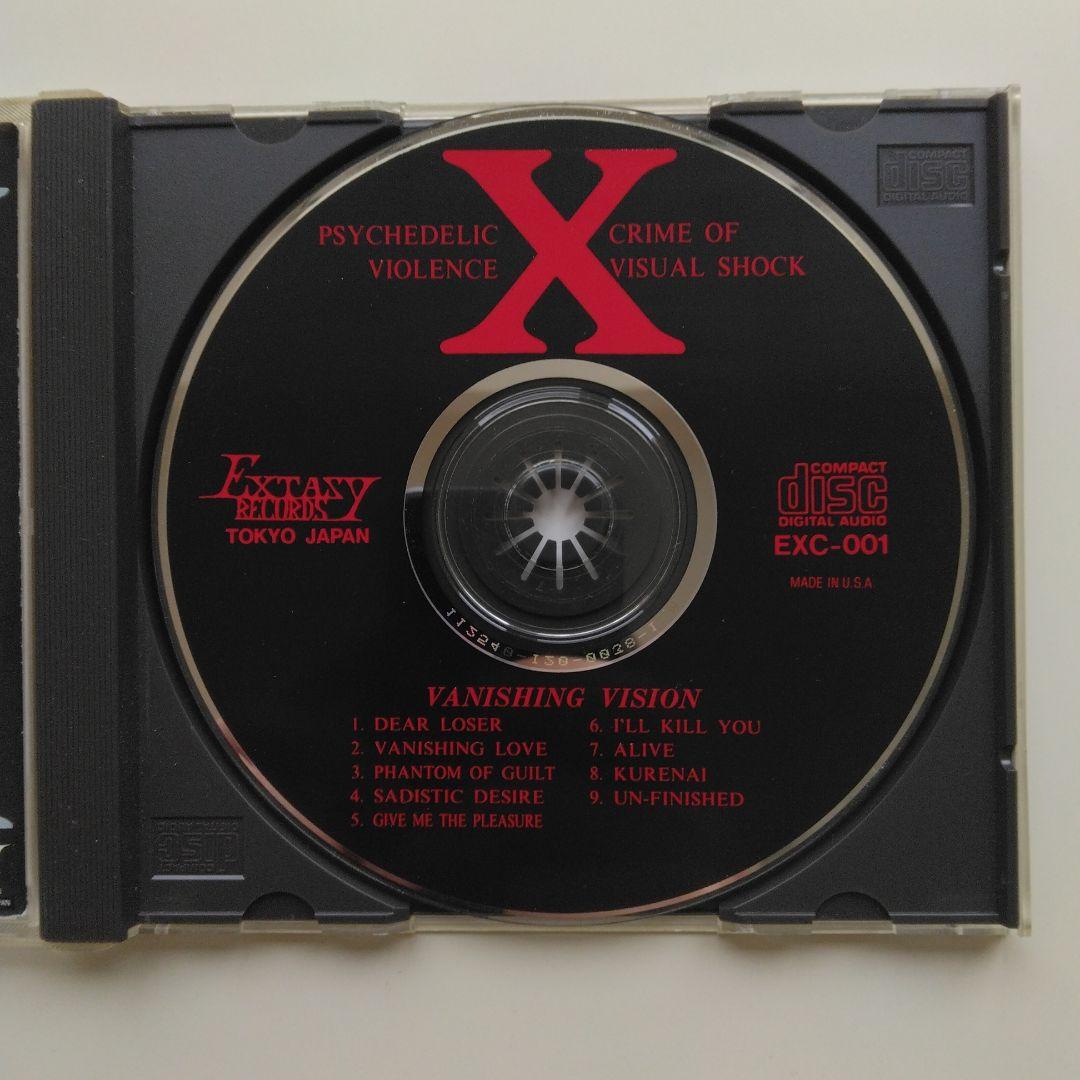 PSYCHEDELIC
VIOLENCE
X
CRIME OF
VISUAL SHOCK
COMPACT
disc
DIGITAL AUDIO
EXTASY
RECORDS
TOKYO JAPAN
COMPACT
disc
DIGITAL AUDIO
EXC-001
MADE IN U.S.A
VANISHING VISION
1. DEAR LOSER
2. VANISHING LOVE
3. PHANTOM OF GUILT
4. SADISTIC DESIRE
5. GIVE ME THE PLEASURE
6. I'LL KILL YOU
7. ALIVE
8. KURENAI
9. UN-FINISHED